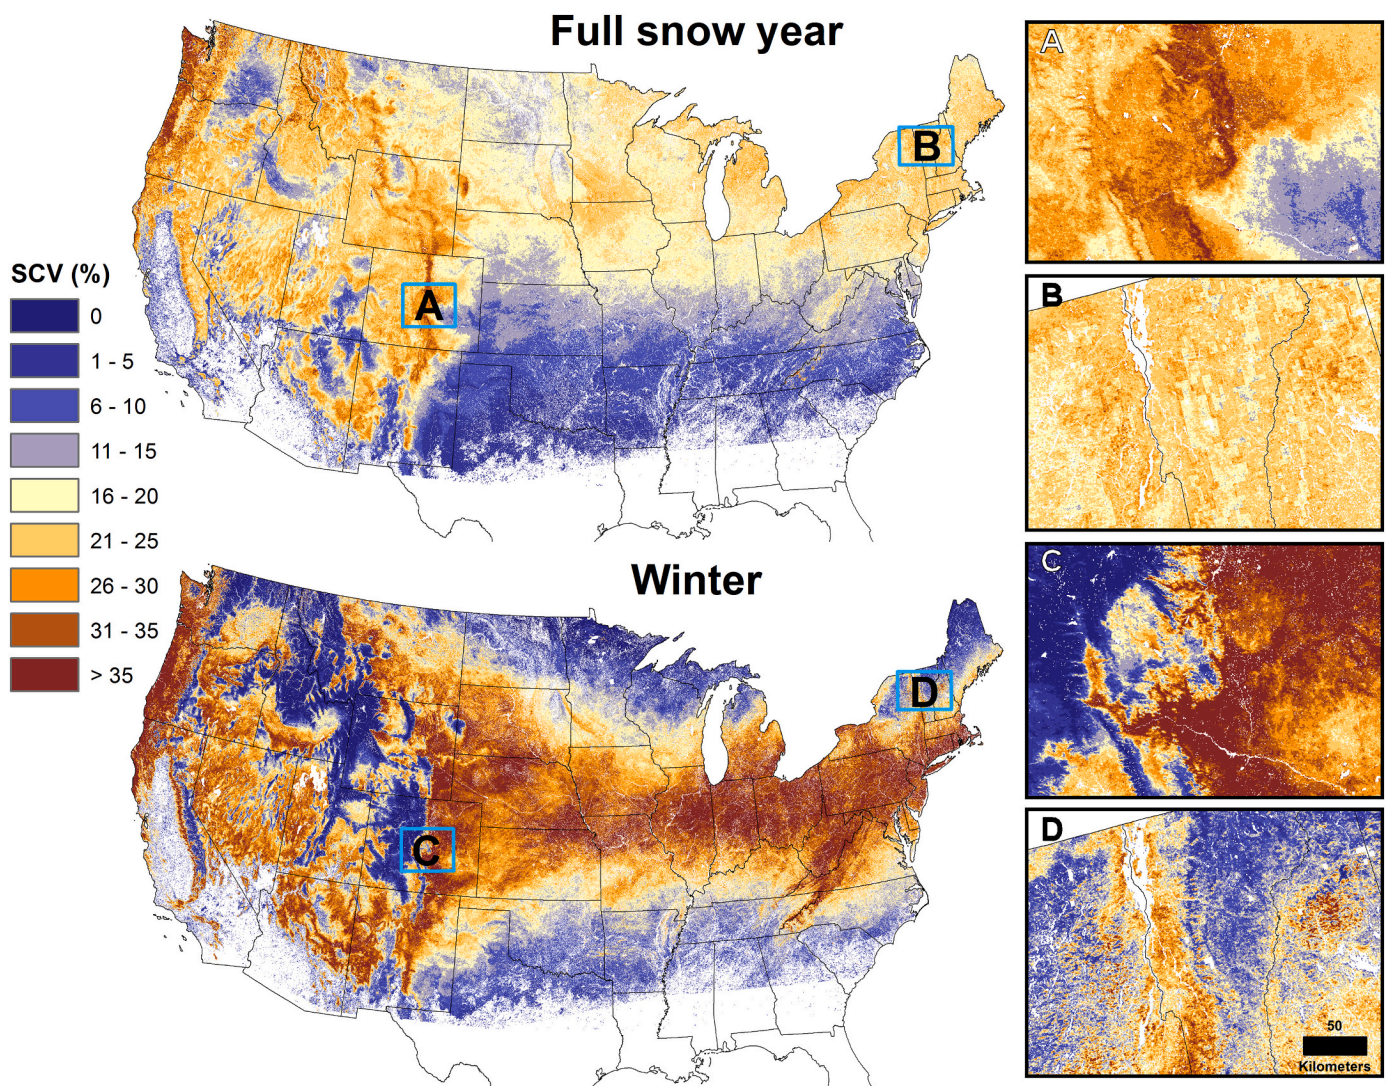 Full snow year
A
B
SCV (%)
0
1 - 5
6 - 10
11 - 15
16 - 20
21 - 25
26 - 30
31 - 35
> 35
A
B
Winter
C
D
C
D
50
Kilometers